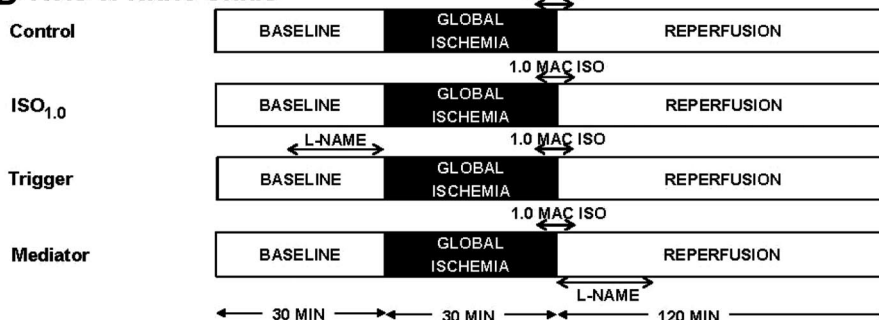 Control
BASELINE
GLOBAL
ISCHEMIA
REPERFUSION
1.0 MAC ISO
ISO1.0
BASELINE
GLOBAL
ISCHEMIA
REPERFUSION
L-NAME
1.0 MAC ISO
Trigger
BASELINE
GLOBAL
ISCHEMIA
REPERFUSION
1.0 MAC ISO
Mediator
BASELINE
GLOBAL
ISCHEMIA
REPERFUSION
L-NAME
30 MIN
30 MIN
120 MIN